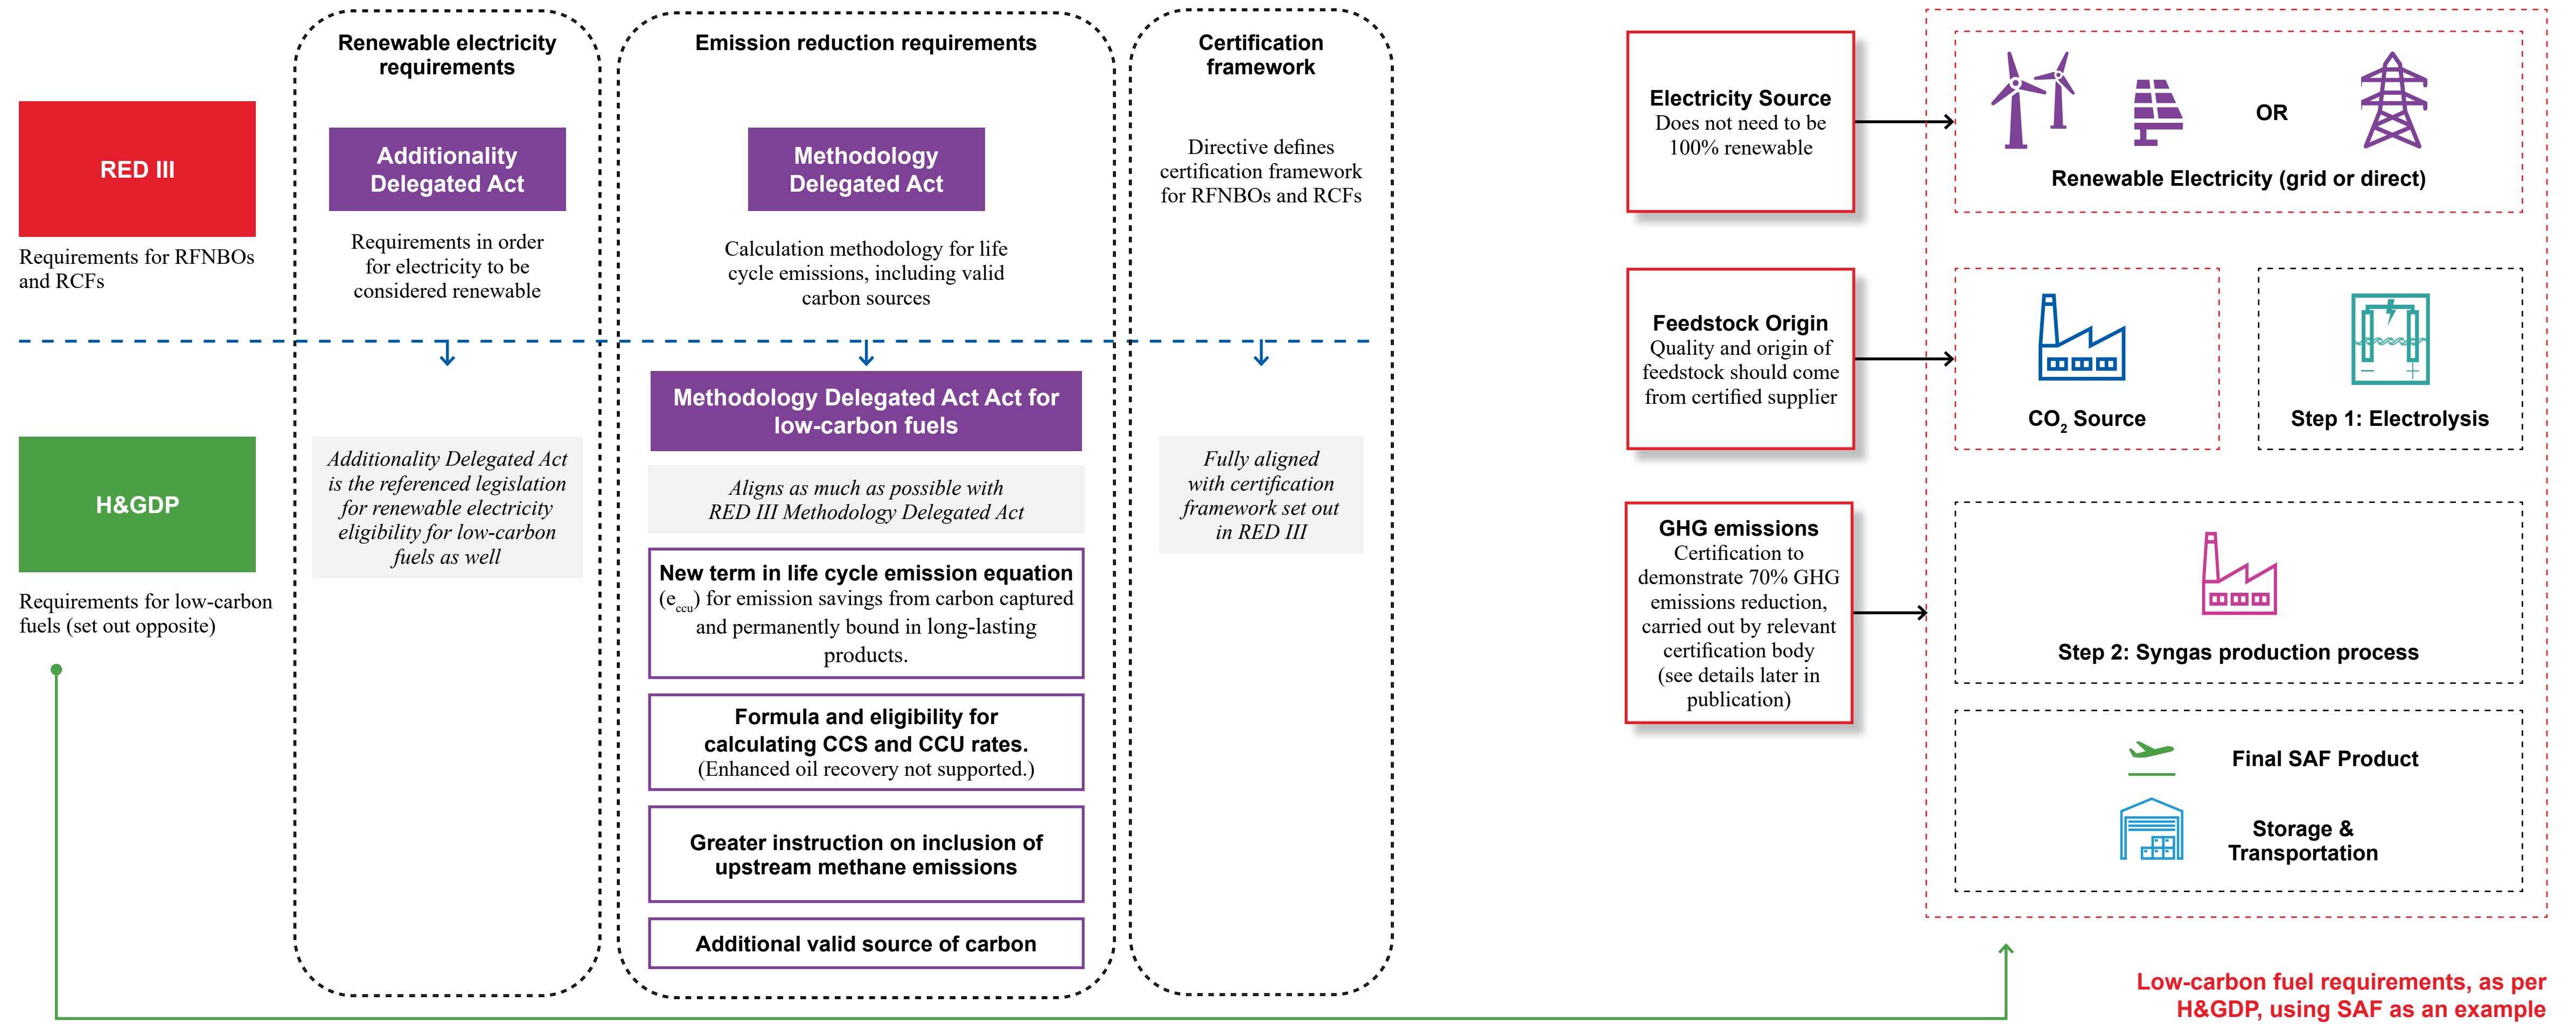 RED III
Requirements for RFNBOs
and RCFs
H&GDP
Requirements for low-carbon
fuels (set out opposite)
Renewable electricity
requirements
Additionality
Delegated Act
Requirements in order
for electricity to be
considered renewable
Additionality Delegated Act
is the referenced legislation
for renewable electricity
eligibility for low-carbon
fuels as well
Emission reduction requirements
Methodology
Delegated Act
Calculation methodology for life
cycle emissions, including valid
carbon sources
Methodology Delegated Act Act for
low-carbon fuels
Aligns as much as possible with
RED III Methodology Delegated Act
New term in life cycle emission equation
(eccu) for emission savings from carbon captured
and permanently bound in long-lasting
products.
Formula and eligibility for
calculating CCS and CCU rates.
(Enhanced oil recovery not supported.)
Greater instruction on inclusion of
upstream methane emissions
Additional valid source of carbon
Certification
framework
Directive defines
certification framework
for RFNBOs and RCFs
Fully aligned
with certification
framework set out
in RED III
Electricity Source
Does not need to be
100% renewable
OR
Renewable Electricity (grid or direct)
Feedstock Origin
Quality and origin of
feedstock should come
from certified supplier
CO2 Source
Step 1: Electrolysis
GHG emissions
Certification to
demonstrate 70% GHG
emissions reduction,
carried out by relevant
certification body
(see details later in
publication)
Step 2: Syngas production process
Final SAF Product
Storage &
Transportation
Low-carbon fuel requirements, as per
H&GDP, using SAF as an example